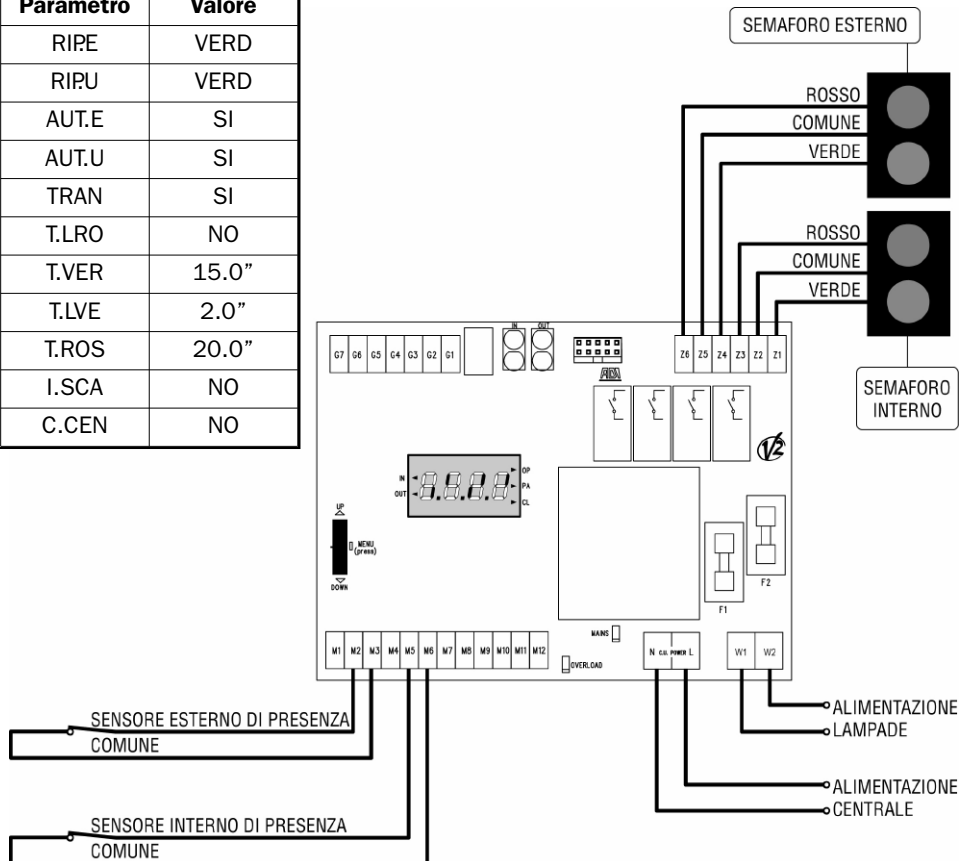 Parametro Valore
RIP.E VERD
RIP.U VERD
AUT.E SI
AUT.U SI
TRAN SI
T.LRO NO
T.VER 15.0”
T.LVE 2.0”
T.ROS 20.0”
I.SCA NO
C.CEN NO
SEMAFORO ESTERNO
ROSSO
COMUNE
VERDE
ROSSO
COMUNE
VERDE
SEMAFORO
INTERNO
G7 G6 G5 G4 G3 G2 G1
IN OUT
ADI
Z6 Z5 Z4 Z3 Z2 Z1
V2
IN
OUT
OP
PA
CL
UP
MENU
(press)
DOWN
F1
F2
MAINS
OVERLOAD
M1 M2 M3 M4 M5 M6 M7 M8 M9 M10 M11 M12
N C.U. POWER L
W1 W2
SENSORE ESTERNO DI PRESENZA
COMUNE
SENSORE INTERNO DI PRESENZA
COMUNE
ALIMENTAZIONE
LAMPADE
ALIMENTAZIONE
CENTRALE